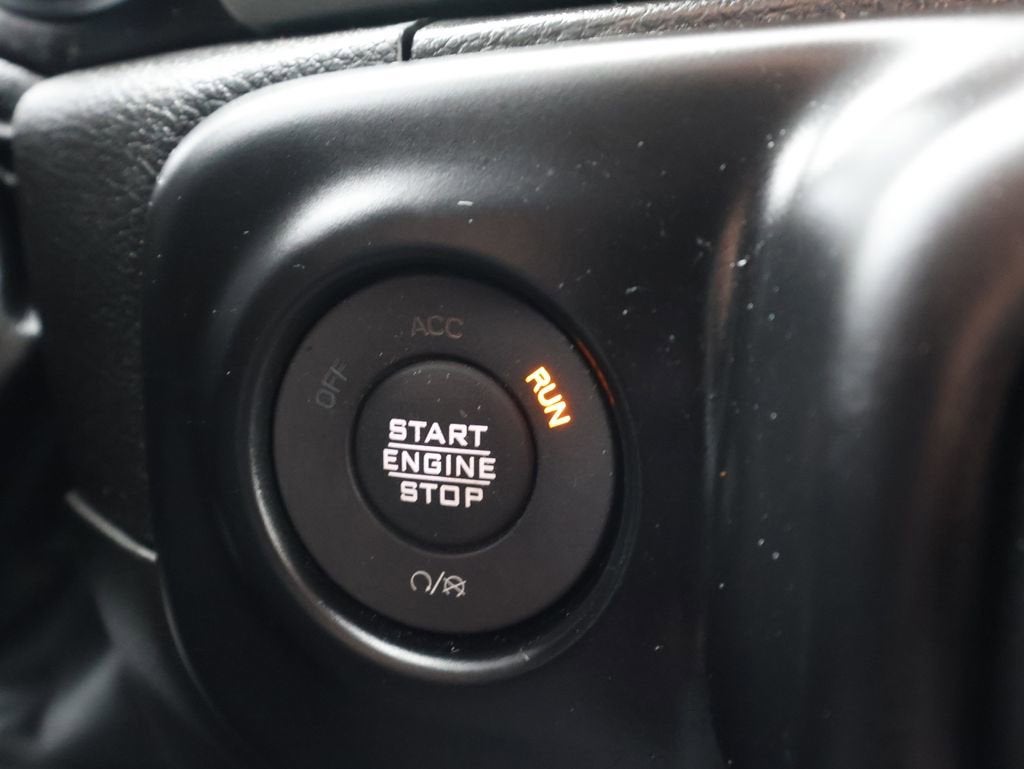 ACC
OFF
RUN
START
ENGINE
STOP